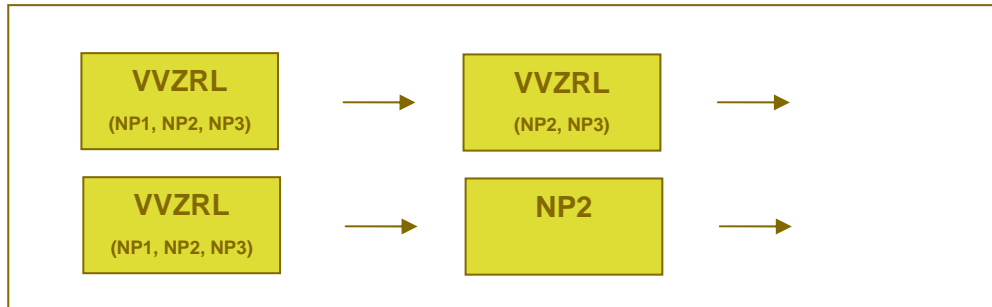 VVZRL
(NP1, NP2, NP3)
VVZRL
(NP2, NP3)
VVZRL
(NP1, NP2, NP3)
NP2